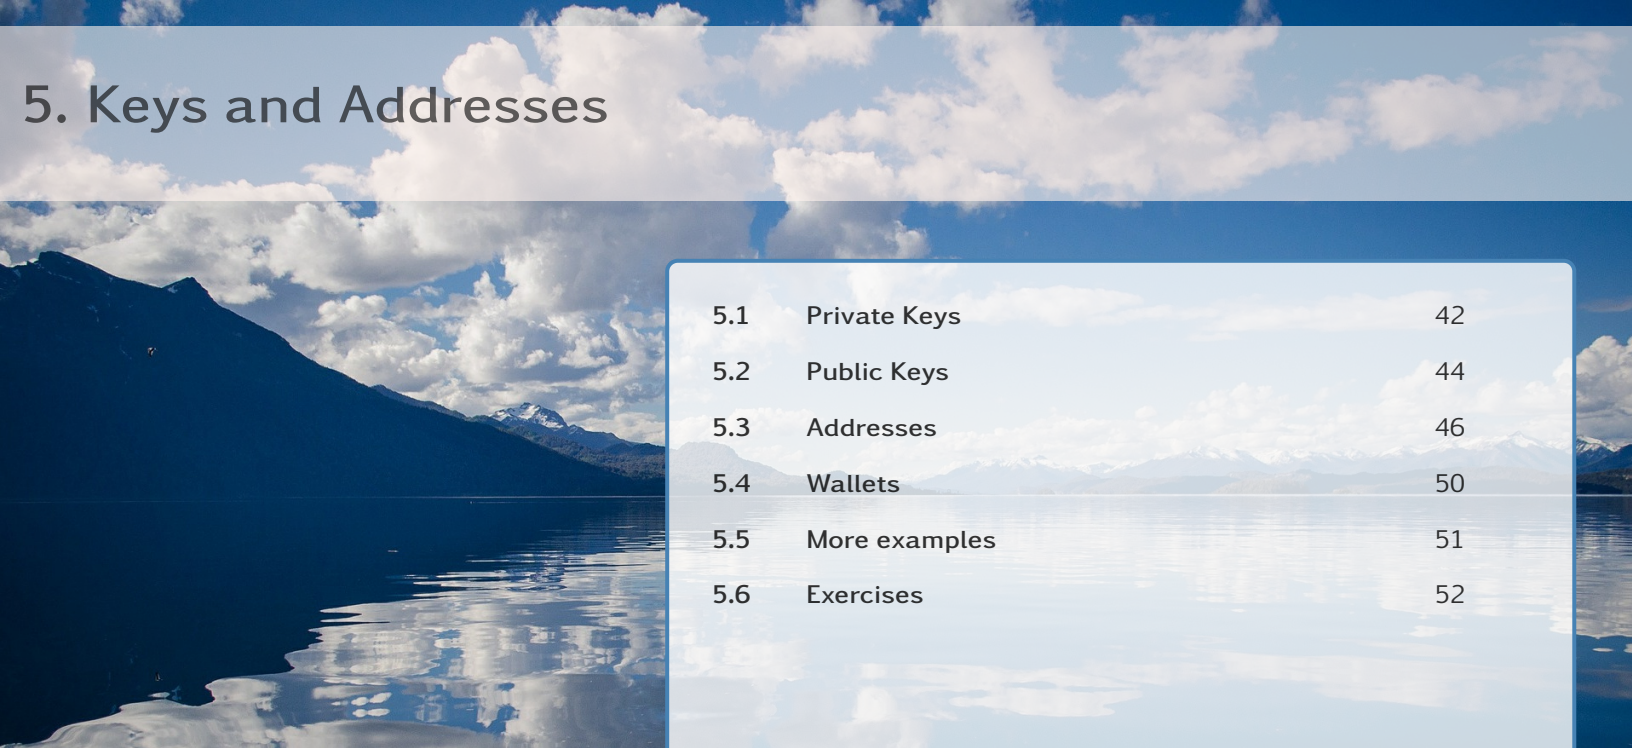 5. Keys and Addresses
5.1 Private Keys 42
5.2 Public Keys 44
5.3 Addresses 46
5.4 Wallets 50
5.5 More examples 51
5.6 Exercises 52